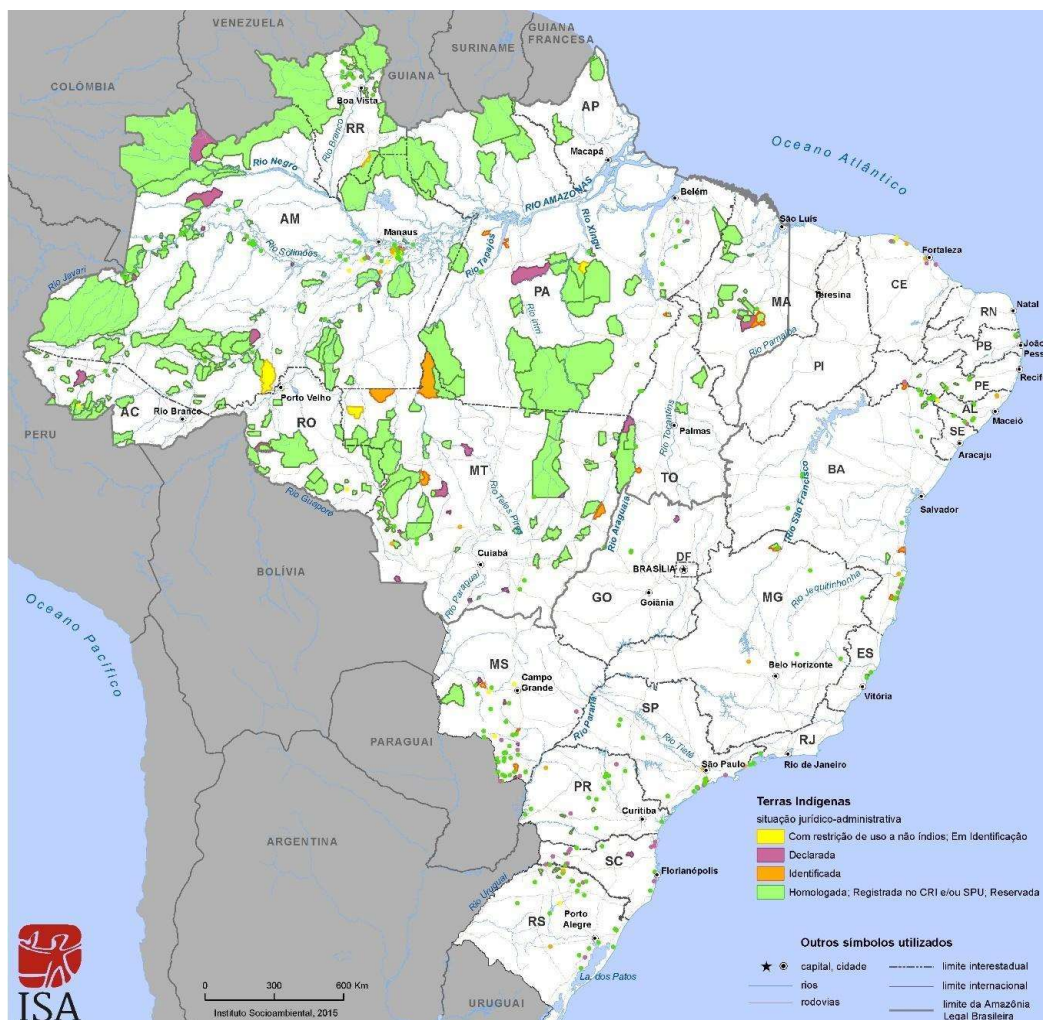 VENEZUELA
GUIANA
FRANCESA
SURINAME
GUIANA
COLÔMBIA
Boa Vista
RR
Rio Branco
AP
Macapá
Oceano Atlântico
Rio Negro
RIO AMAZONAS
Belém
São Luís
AM
Manaus
Rio Solimões
Rio Tapajós
Rio Xingu
Fortaleza
Rio Javari
PA
Rio Iriri
MA
Teresina
CE
RN
Natal
Rio Parnaíba
PB
João
Pess
PI
PE
Recife
AC
Rio Branco
Porto Velho
AL
Maceió
PERU
RO
Rio Tocantins
Palmas
SE
Aracaju
MT
TO
BA
Rio São Francisco
Rio Guaporé
Rio Teles Pires
Rio Araguaia
Salvador
Cuiabá
BOLÍVIA
Rio Paraguai
DF
BRASÍLIA
GO
Goiânia
MG
Rio Jequitinhonha
Oceano Pacífico
MS
Campo
Grande
Belo Horizonte
ES
Vitória
SP
Rio Paraná
Rio Tietê
RJ
PARAGUAI
São Paulo
Rio de Janeiro
PR
Curitiba
ARGENTINA
SC
Florianópolis
Rio Uruguai
RS
Porto
Alegre
La. dos Patos
URUGUAI
Terras Indígenas
situação jurídico-administrativa
Com restrição de uso a não índios; Em Identificação
Declarada
Identificada
Homologada; Registrada no CRI e/ou SPU; Reservada
Outros símbolos utilizados
capital, cidade
rios
rodovias
limite interestadual
limite internacional
limite da Amazônia
Legal Brasileira
ISA
0 300 600 Km
Instituto Socioambiental, 2015